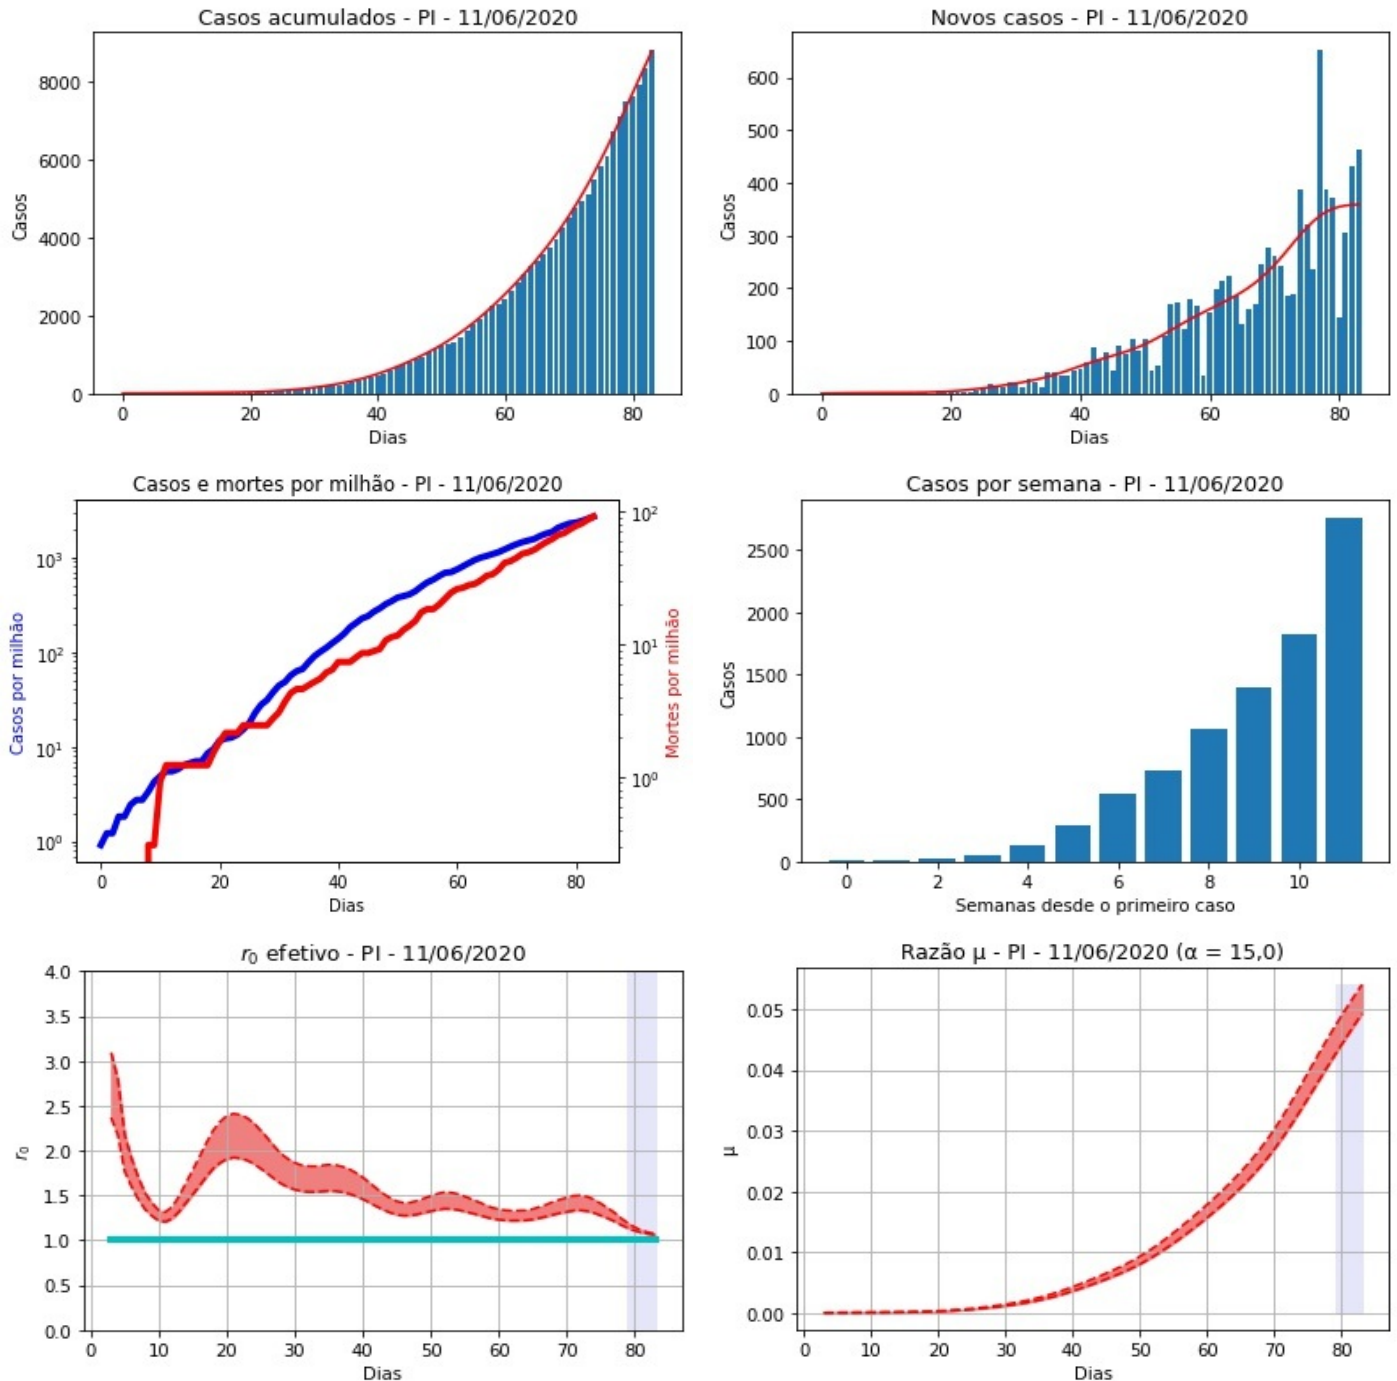 Casos acumulados - PI - 11/06/2020
Casos
8000
6000
4000
2000
0
0 20 40 60 80
Dias
Novos casos - PI - 11/06/2020
Casos
600
500
400
300
200
100
0
0 20 40 60 80
Dias
Casos e mortes por milhão - PI - 11/06/2020
Casos por milhão
10³
10²
10¹
10⁰
Mortes por milhão
10²
10¹
10⁰
0 20 40 60 80
Dias
Casos por semana - PI - 11/06/2020
Casos
2500
2000
1500
1000
500
0
0 2 4 6 8 10
Semanas desde o primeiro caso
r₀ efetivo - PI - 11/06/2020
r₀
4.0
3.5
3.0
2.5
2.0
1.5
1.0
0.5
0.0
0 10 20 30 40 50 60 70 80
Dias
Razão μ - PI - 11/06/2020 (α = 15,0)
μ
0.05
0.04
0.03
0.02
0.01
0.00
0 10 20 30 40 50 60 70 80
Dias